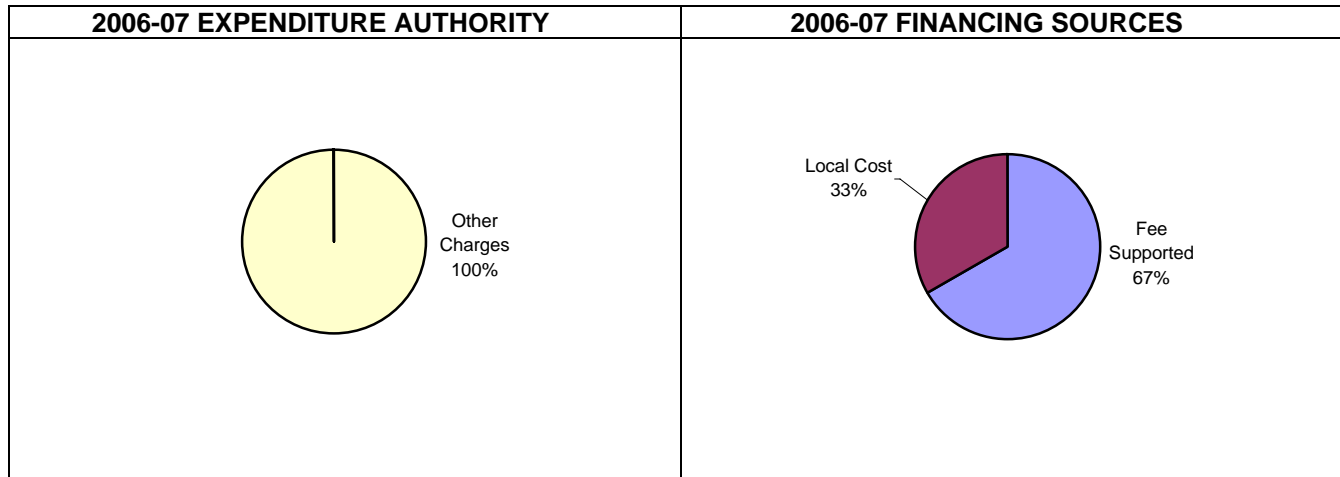 2006-07 EXPENDITURE AUTHORITY
Other
Charges
100%
2006-07 FINANCING SOURCES
Local Cost
33%
Fee
Supported
67%